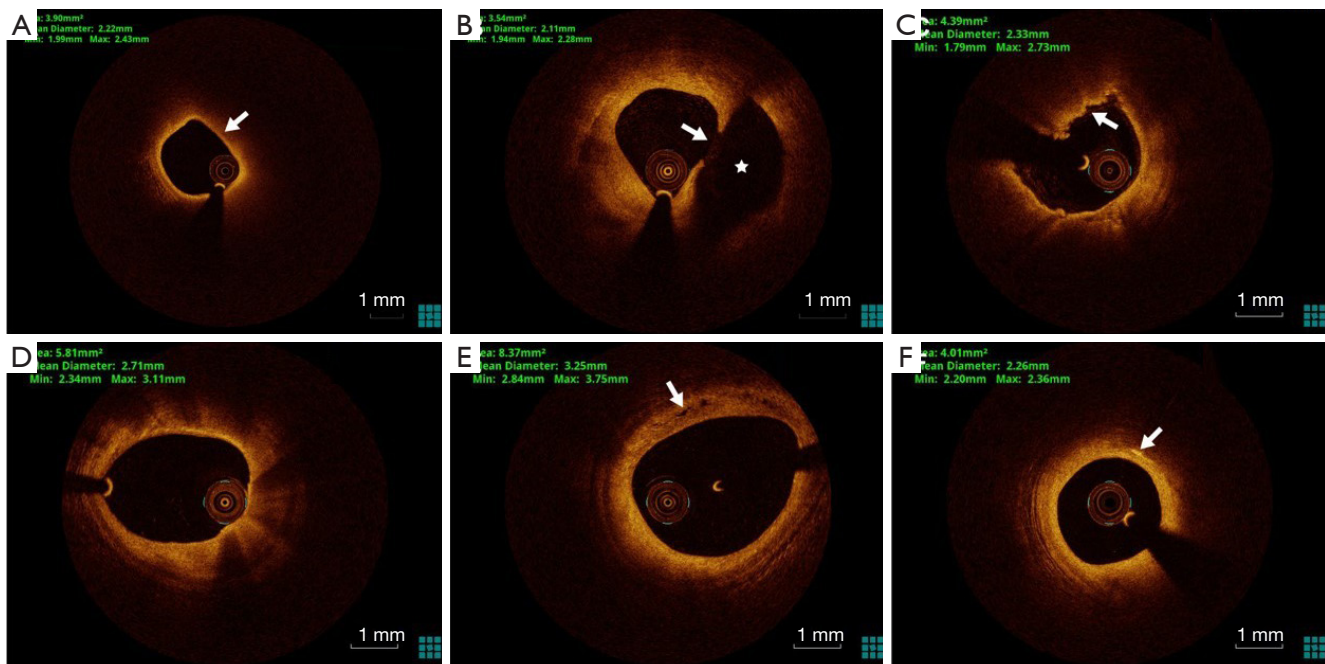 A
ea: 3.90mm²
ean Diameter: 2.22mm
Min: 1.99mm Max: 2.43mm
1 mm
B
ea: 3.54mm²
ean Diameter: 2.11mm
Min: 1.94mm Max: 2.28mm
1 mm
C
ea: 4.39mm²
ean Diameter: 2.33mm
Min: 1.79mm Max: 2.73mm
1 mm
D
ea: 5.81mm²
ean Diameter: 2.71mm
Min: 2.34mm Max: 3.11mm
1 mm
E
ea: 8.37mm²
ean Diameter: 3.25mm
Min: 2.84mm Max: 3.75mm
1 mm
F
ea: 4.01mm²
ean Diameter: 2.26mm
Min: 2.20mm Max: 2.36mm
1 mm